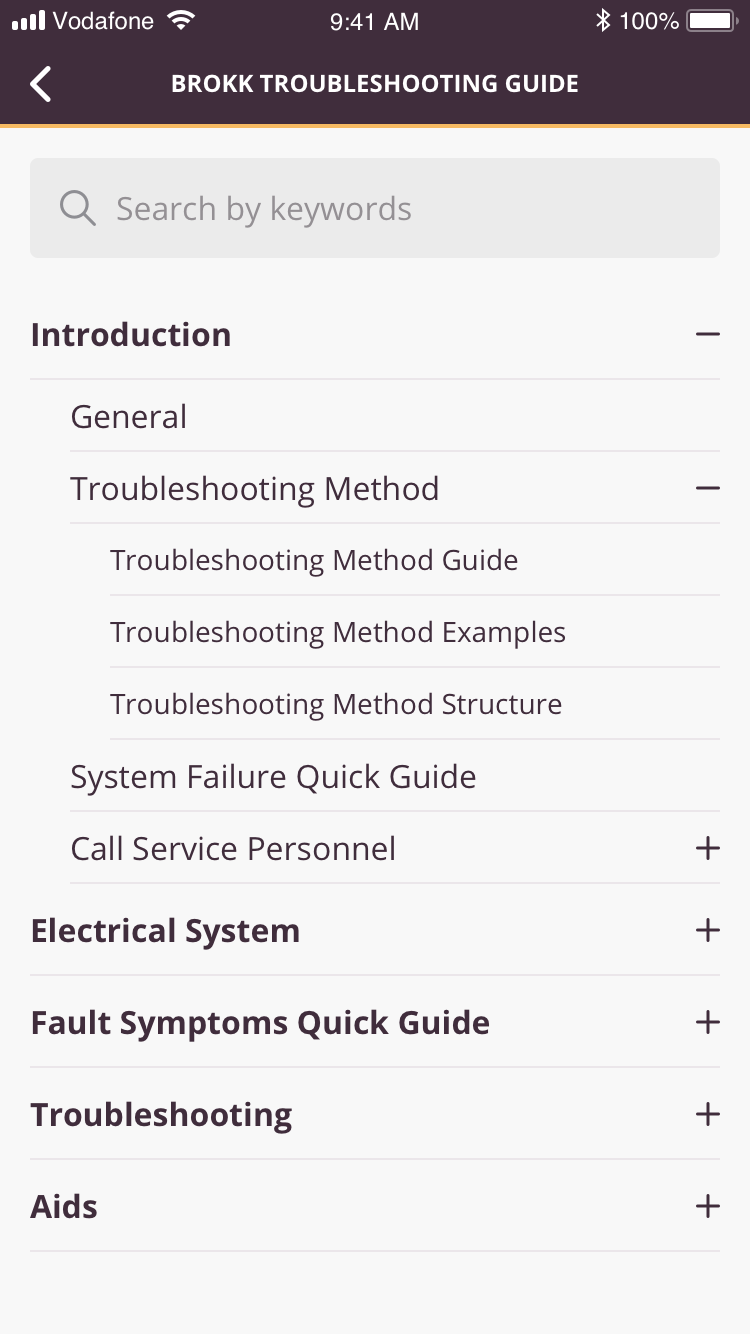 Vodafone 9:41 AM 100%
BROKK TROUBLESHOOTING GUIDE
Search by keywords
Introduction
General
Troubleshooting Method
Troubleshooting Method Guide
Troubleshooting Method Examples
Troubleshooting Method Structure
System Failure Quick Guide
Call Service Personnel
Electrical System
Fault Symptoms Quick Guide
Troubleshooting
Aids